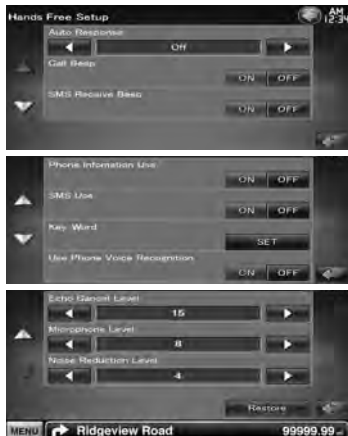 Hands Free Setup
AM
12:34
Auto Response
Off
Call Beep
ON OFF
SMS Receive Beep
ON OFF
Phone Infomation Use
ON OFF
SMS Use
ON OFF
Key Word
SET
Use Phone Voice Recognition
ON OFF
Echo Cancel Level
15
Microphone Level
8
Noise Reduction Level
4
Restore
MENU Ridgeview Road 99999.99